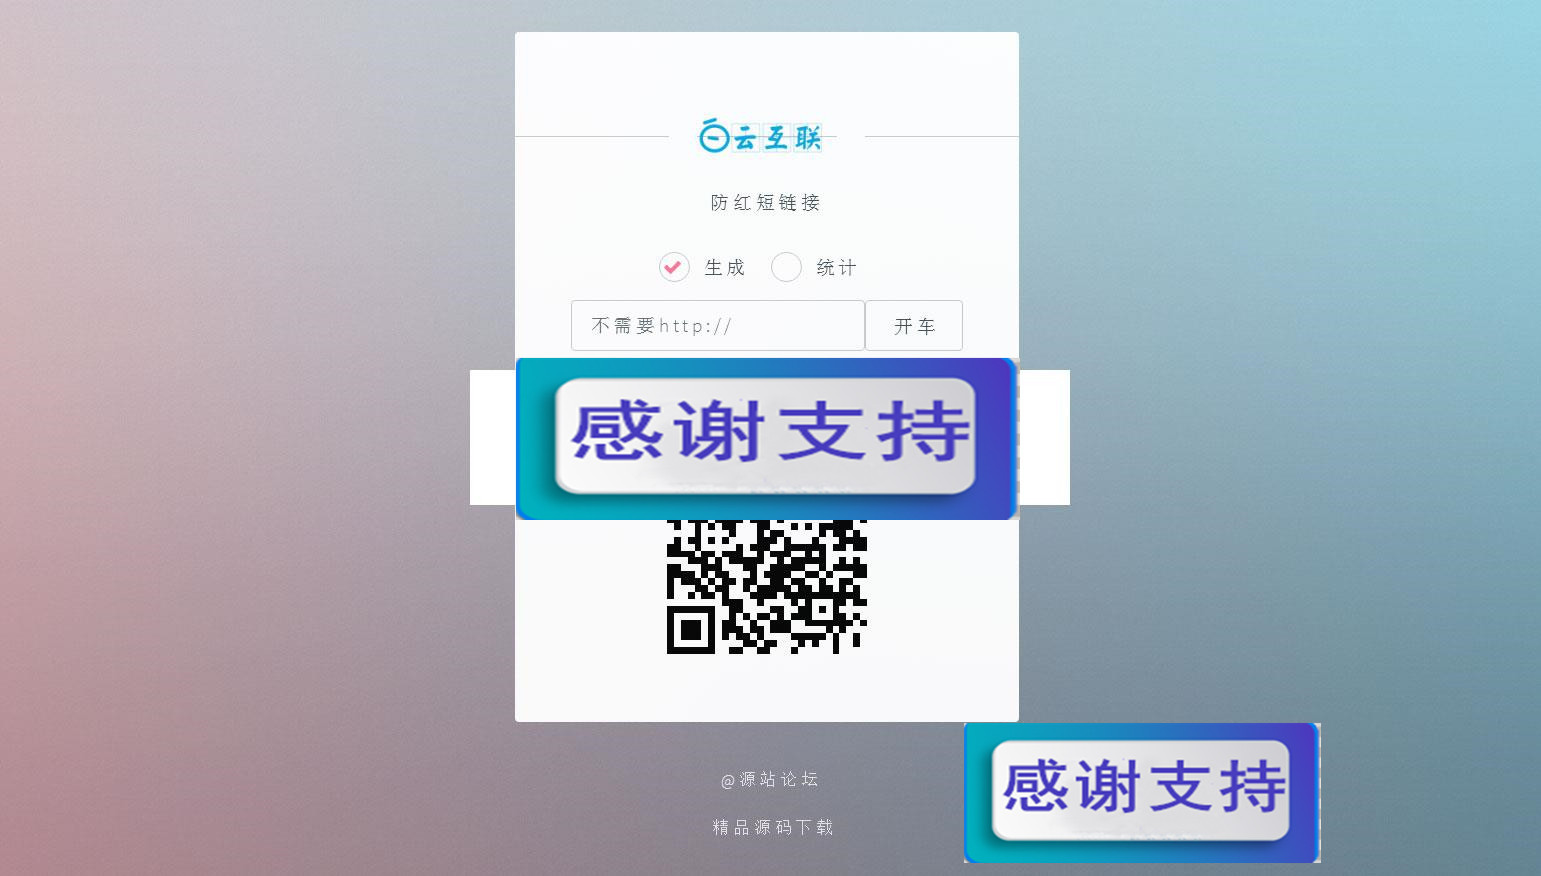 白云互联
防红短链接
生成 统计
不需要http:// 开车
感谢支持
@源站论坛
精品源码下载
感谢支持